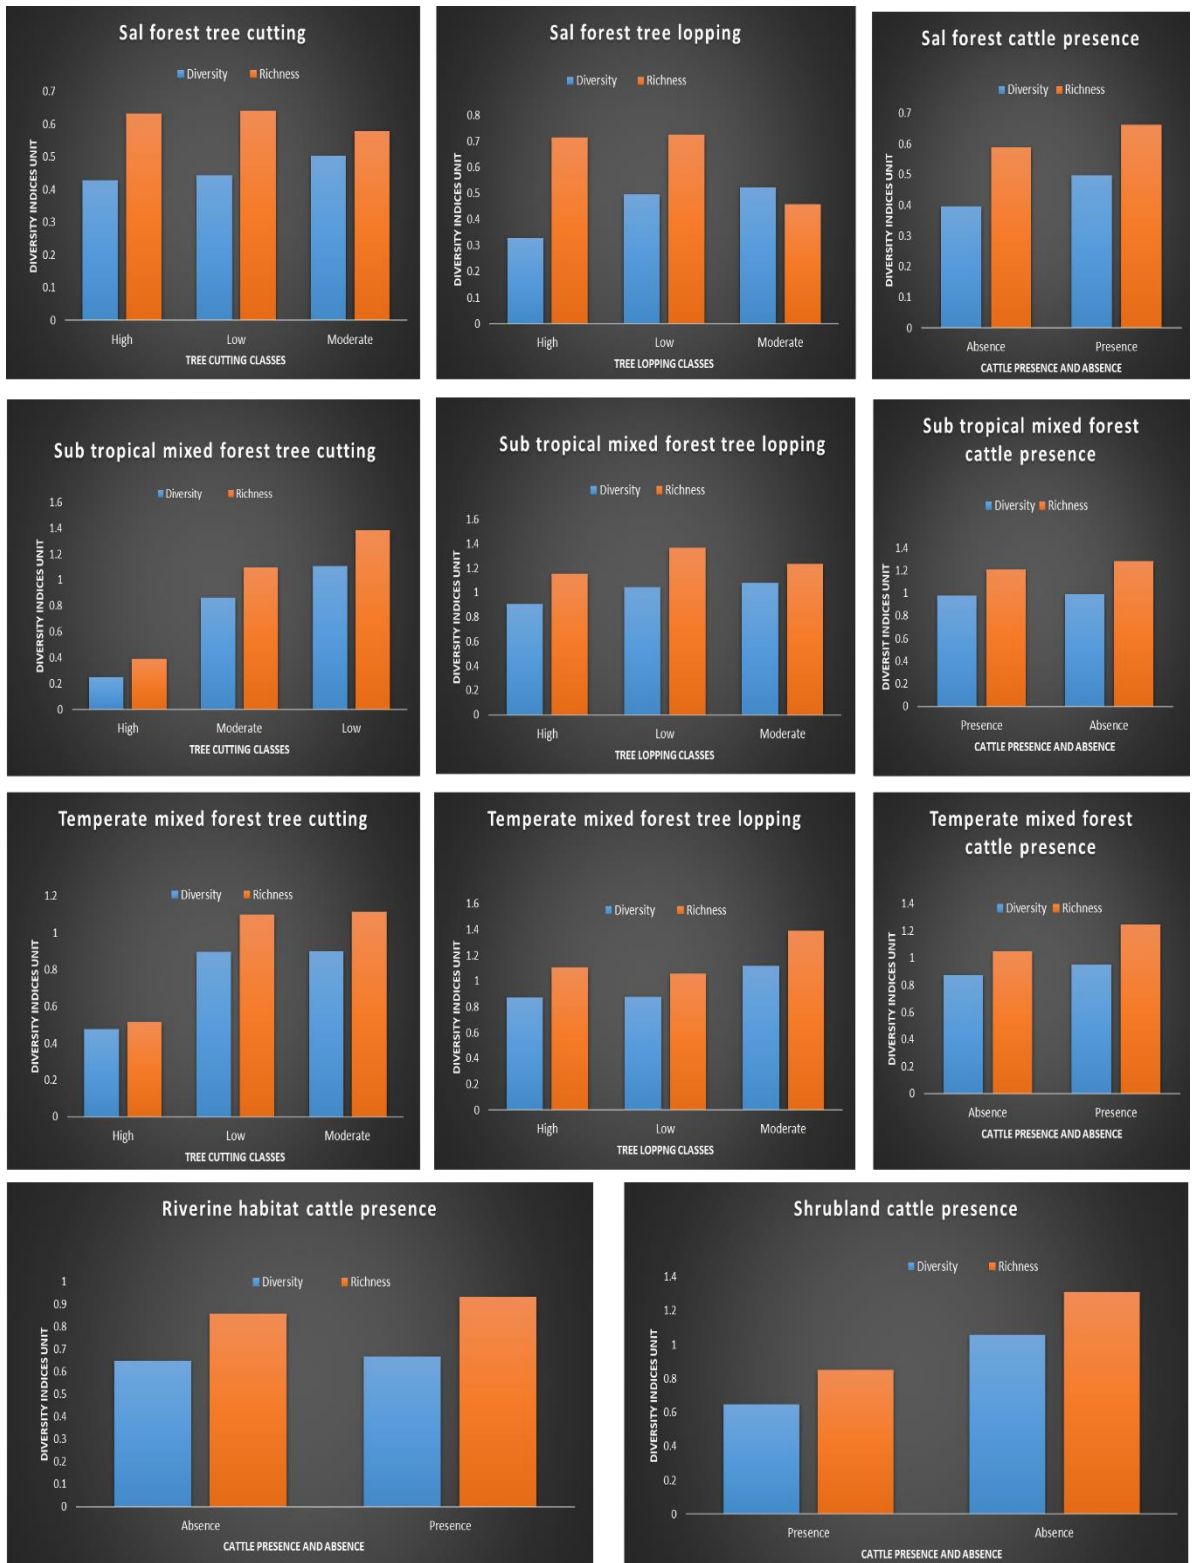 Sal forest tree cutting
Diversity Richness
DIVERSITY INDICES UNIT
0.7
0.6
0.5
0.4
0.3
0.2
0.1
0
High Low Moderate
TREE CUTTING CLASSES
Sal forest tree lopping
Diversity Richness
DIVERSITY INDICES UNIT
0.8
0.7
0.6
0.5
0.4
0.3
0.2
0.1
0
High Low Moderate
TREE LOPPING CLASSES
Sal forest cattle presence
Diversity Richness
DIVERSITY INDICES UNIT
0.7
0.6
0.5
0.4
0.3
0.2
0.1
0
Absence Presence
CATTLE PRESENCE AND ABSENCE
Sub tropical mixed forest tree cutting
Diversity Richness
DIVERSITY INDICES UNIT
1.6
1.4
1.2
1
0.8
0.6
0.4
0.2
0
High Moderate Low
TREE CUTTING CLASSES
Sub tropical mixed forest tree lopping
Diversity Richness
DIVERSITY INDICES UNIT
1.6
1.4
1.2
1
0.8
0.6
0.4
0.2
0
High Low Moderate
TREE LOPPING CLASSES
Sub tropical mixed forest
cattle presence
Diversity Richness
DIVERSIT INDICES UNIT
1.4
1.2
1
0.8
0.6
0.4
0.2
0
Presence Absence
CATTLE PRESENCE AND ABSENCE
Temperate mixed forest tree cutting
Diversity Richness
DIVERSITY INDICES UNIT
1.2
1
0.8
0.6
0.4
0.2
0
High Low Moderate
TREE CUTTING CLASSES
Temperate mixed forest tree lopping
Diversity Richness
DIVERSITY INDICES UNIT
1.6
1.4
1.2
1
0.8
0.6
0.4
0.2
0
High Low Moderate
TREE LOPPNG CLASSES
Temperate mixed forest
cattle presence
Diversity Richness
DIVERSITY INDICES UNIT
1.4
1.2
1
0.8
0.6
0.4
0.2
0
Absence Presence
CATTLE PRESENCE AND ABSENCE
Riverine habitat cattle presence
Diversity Richness
DIVERSITY INDICES UNIT
1
0.9
0.8
0.7
0.6
0.5
0.4
0.3
0.2
0.1
0
Absence Presence
CATTLE PRESENCE AND ABSENCE
Shrubland cattle presence
Diversity Richness
DIVERSITY INDICES UNIT
1.4
1.2
1
0.8
0.6
0.4
0.2
0
Presence Absence
CATTLE PRESENCE AND ABSENCE